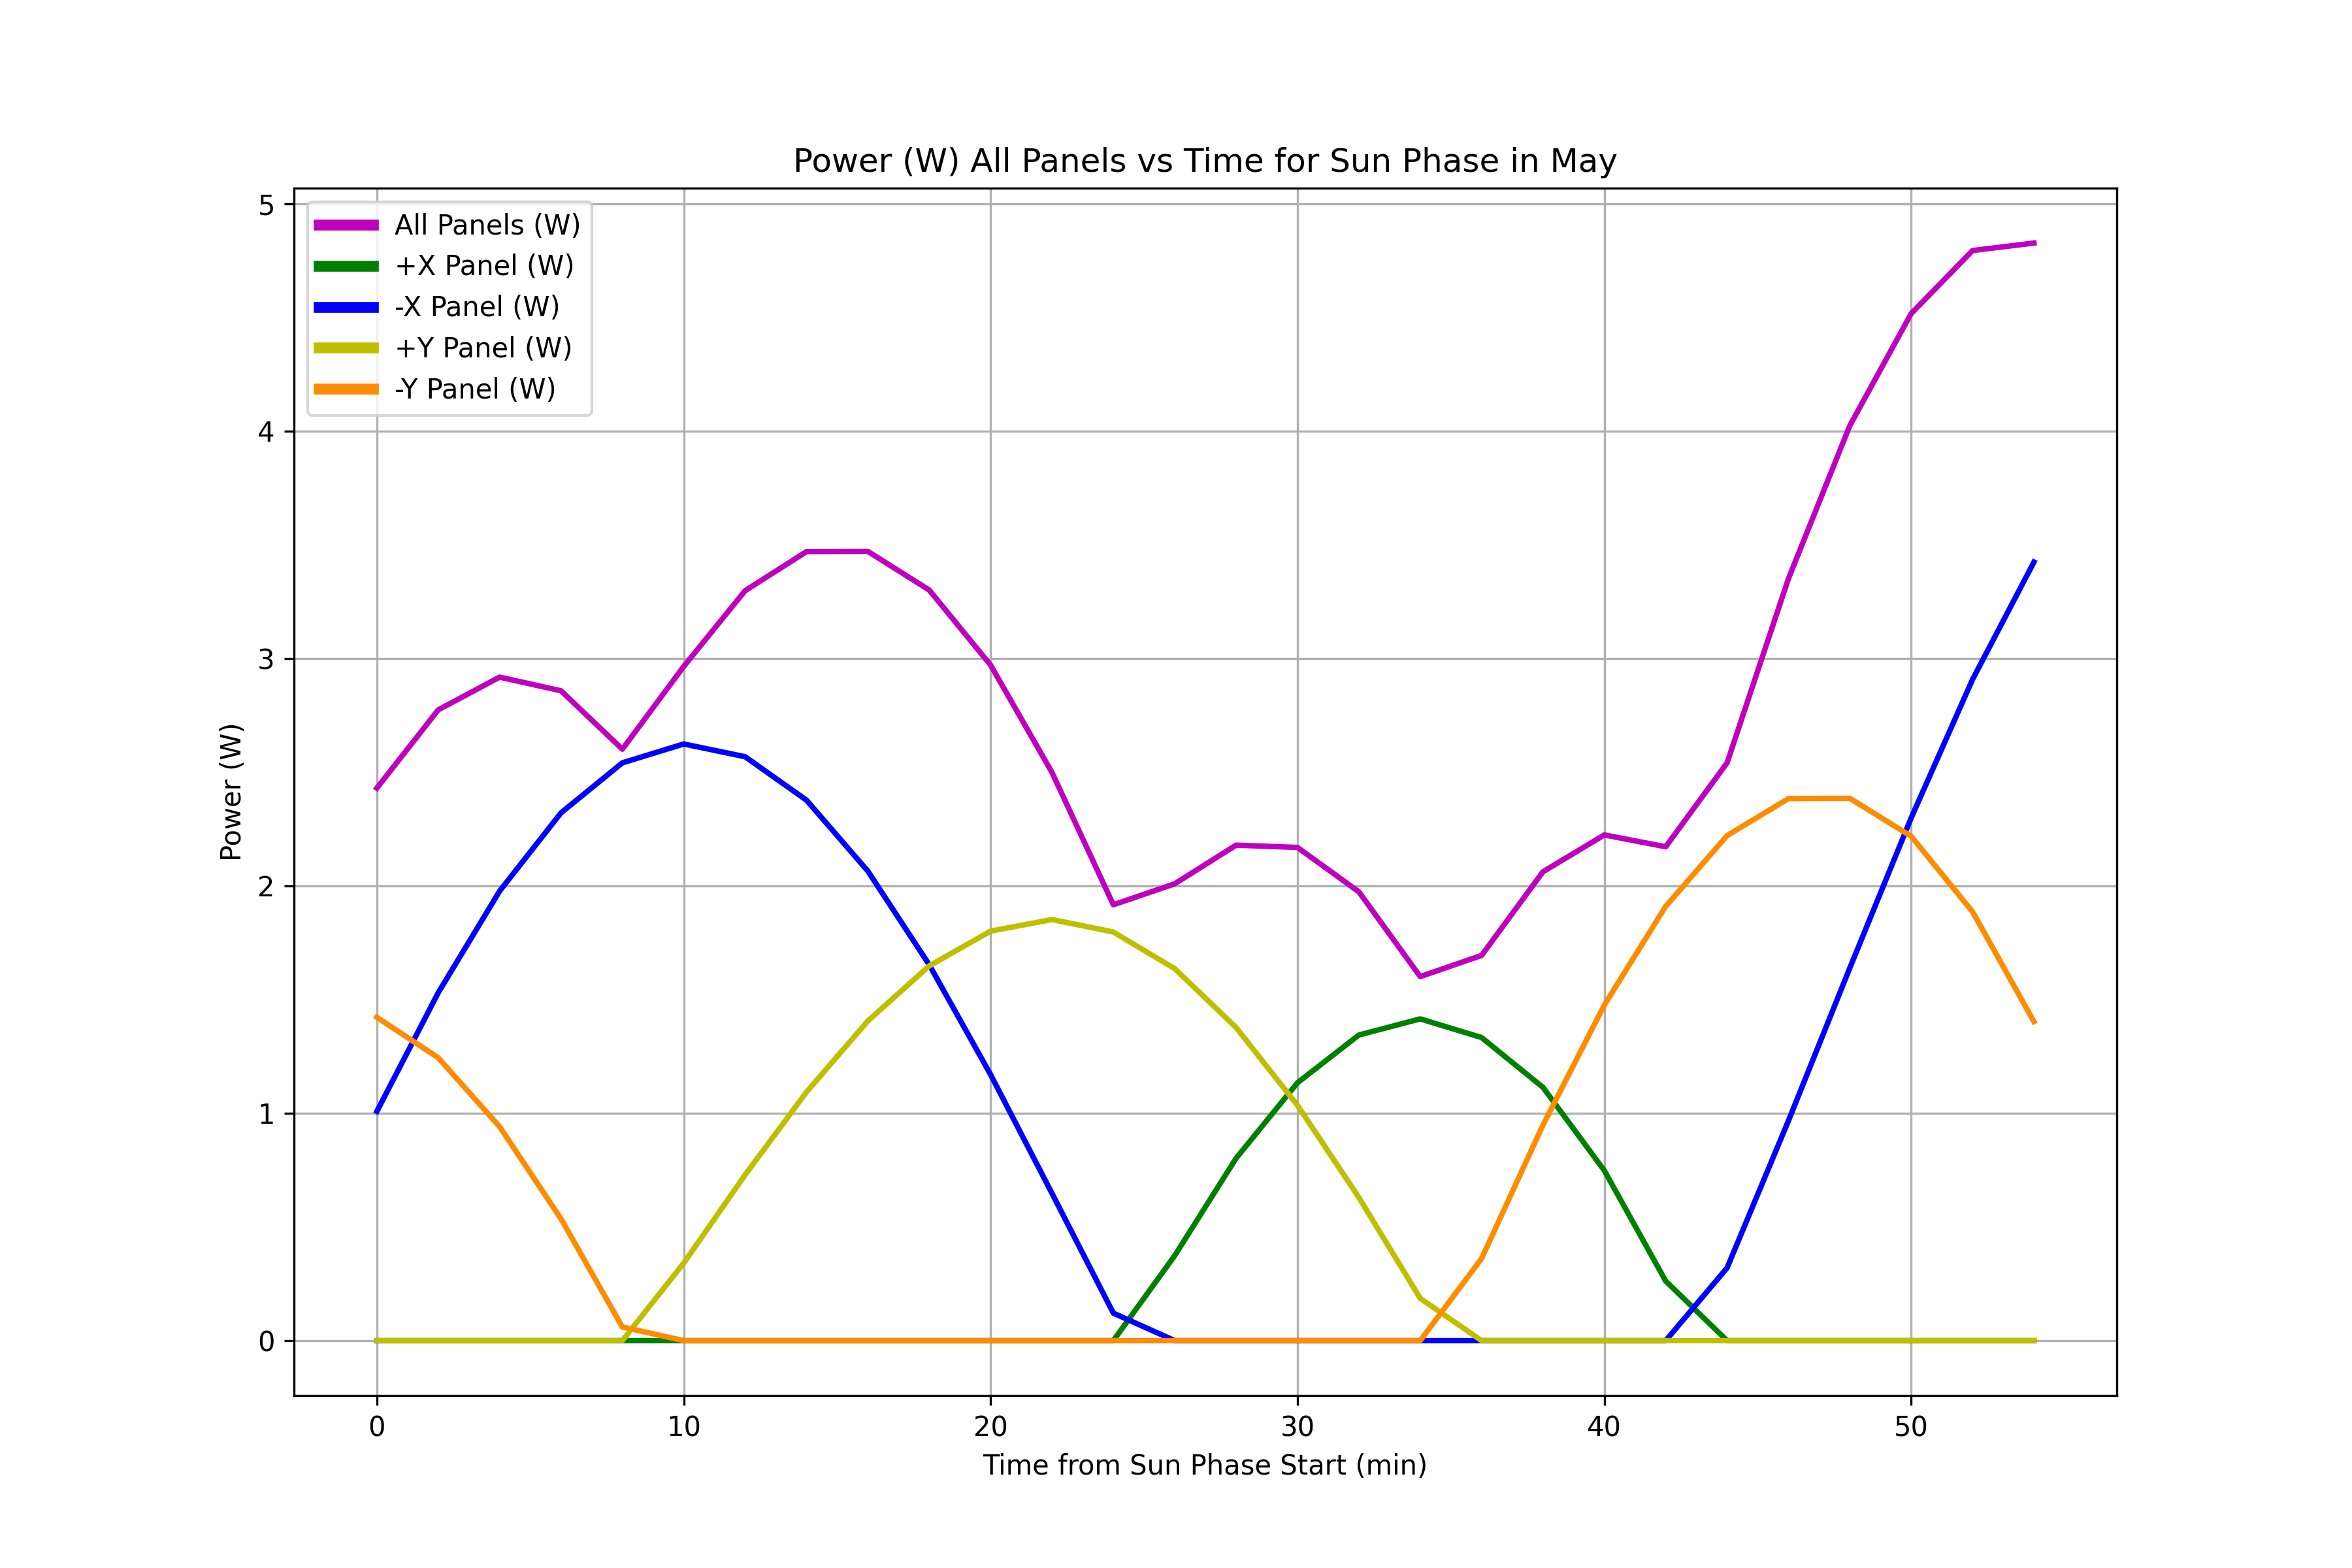 Power (W) All Panels vs Time for Sun Phase in May
5
4
3
2
1
0
Power (W)
All Panels (W)
+X Panel (W)
-X Panel (W)
+Y Panel (W)
-Y Panel (W)
0 10 20 30 40 50
Time from Sun Phase Start (min)